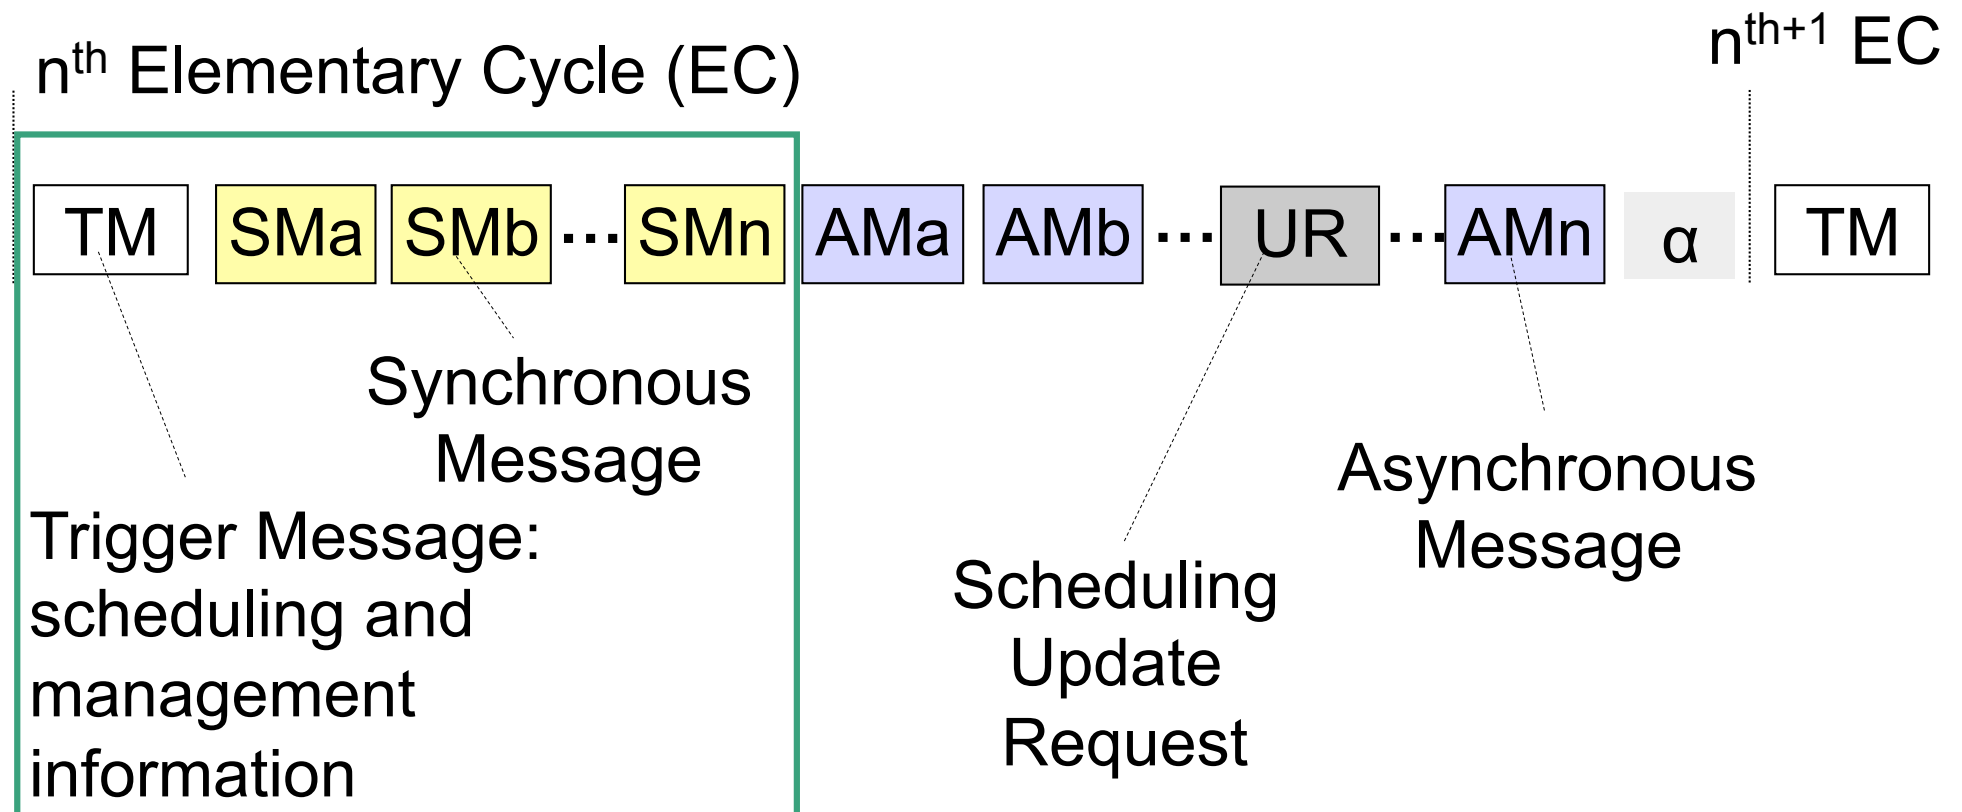 nth Elementary Cycle (EC)
nth+1 EC
TM SMa SMb ... SMn AMa AMb ... UR ... AMn α TM
Synchronous
Message
Trigger Message:
scheduling and
management
information
Scheduling
Update
Request
Asynchronous
Message